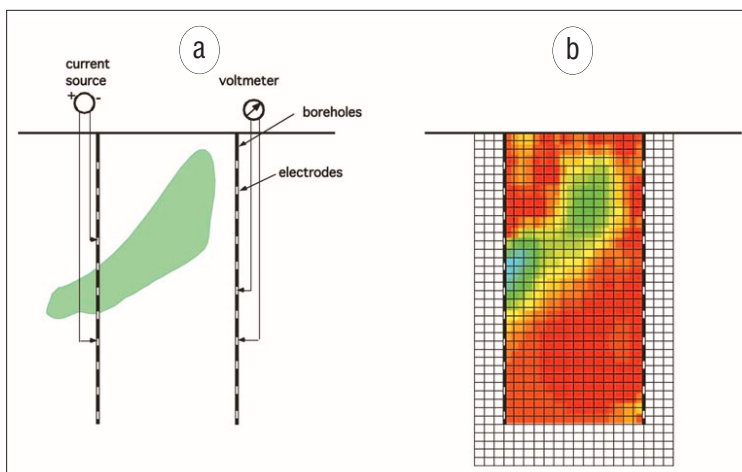 a
b
current
source
voltmeter
+
-
boreholes
electrodes